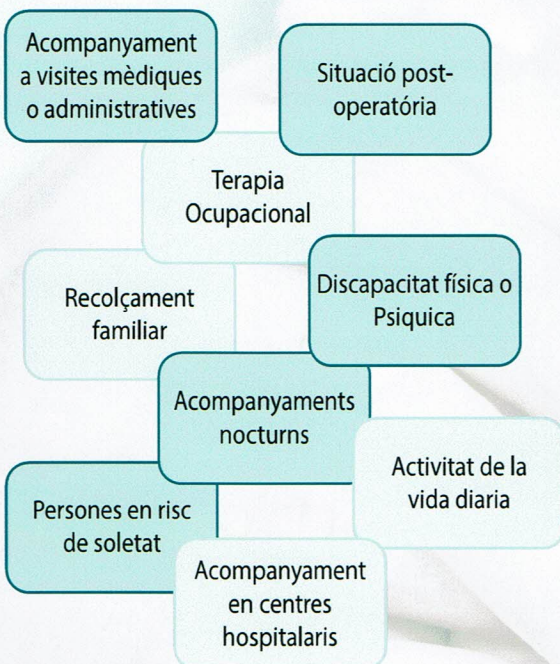 Acompanyament
a visites mèdiques
o administratives
Situació post-
operatória
Terapia
Ocupacional
Recolçament
familiar
Discapacitat física o
Psiquica
Acompanyaments
nocturns
Activitat de la
vida diaria
Persones en risc
de soletat
Acompanyament
en centres
hospitalaris